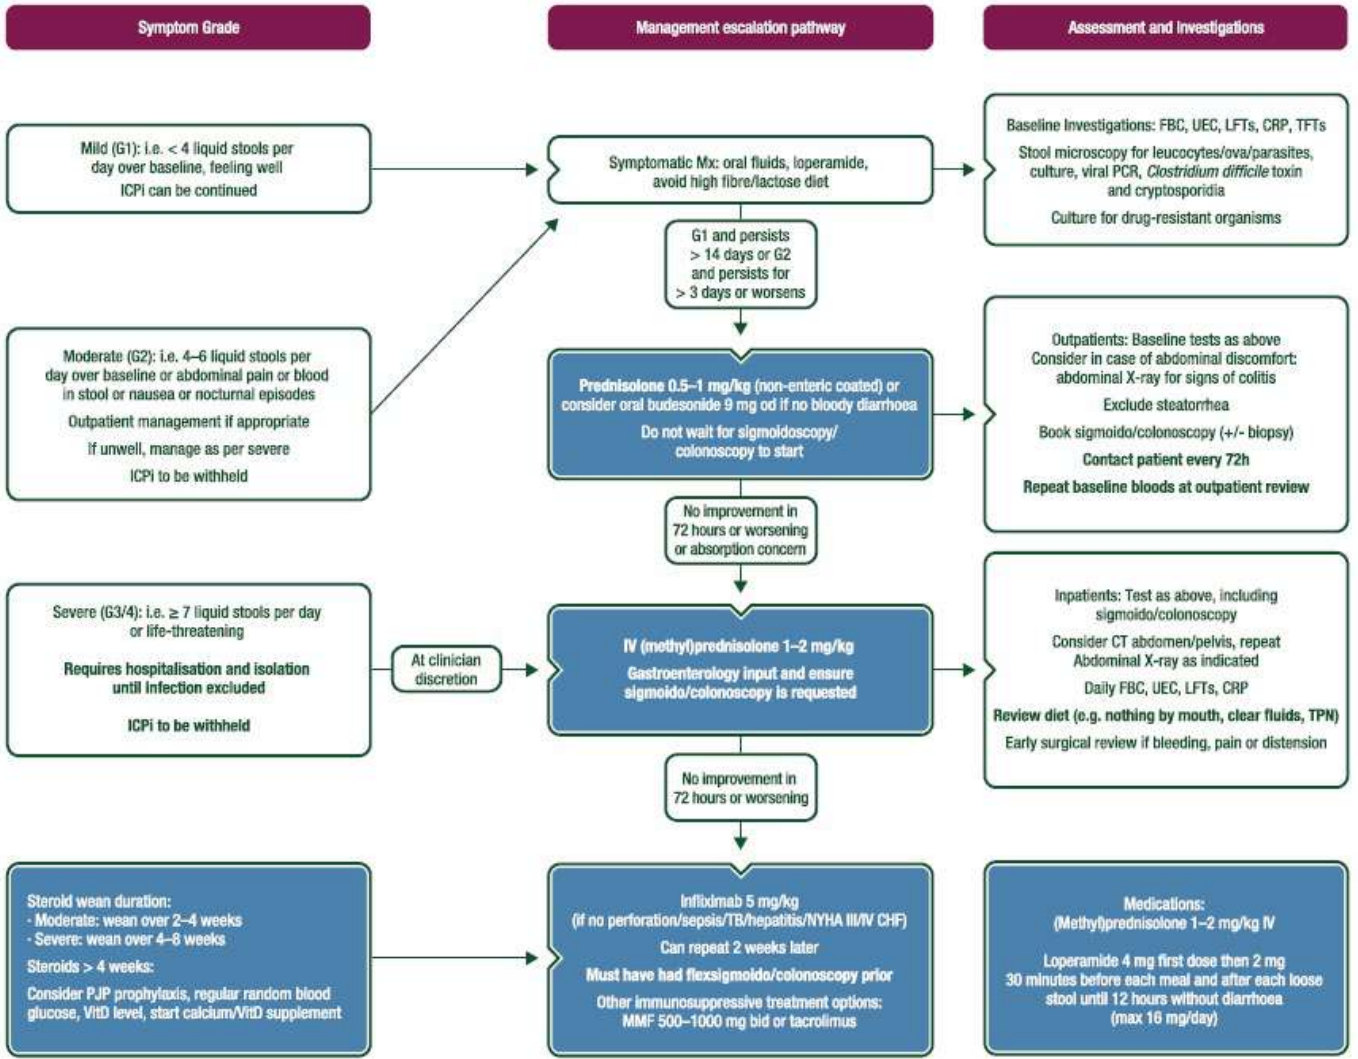 Symptom Grade
Management escalation pathway
Assessment and Investigations
Mild (G1): i.e. < 4 liquid stools per
day over baseline, feeling well
ICPi can be continued
Symptomatic Mx: oral fluids, loperamide,
avoid high fibre/lactose diet
Baseline Investigations: FBC, UEC, LFTs, CRP, TFTs
Stool microscopy for leucocytes/ova/parasites,
culture, viral PCR, Clostridium difficile toxin
and cryptosporidia
Culture for drug-resistant organisms
G1 and persists
> 14 days or G2
and persists for
> 3 days or worsens
Moderate (G2): i.e. 4–6 liquid stools per
day over baseline or abdominal pain or blood
in stool or nausea or nocturnal episodes
Outpatient management if appropriate
If unwell, manage as per severe
ICPi to be withheld
Prednisolone 0.5–1 mg/kg (non-enteric coated) or
consider oral budesonide 9 mg od if no bloody diarrhoea
Do not wait for sigmoidoscopy/
colonoscopy to start
Outpatients: Baseline tests as above
Consider in case of abdominal discomfort:
abdominal X-ray for signs of colitis
Exclude steatorrhea
Book sigmoido/colonoscopy (+/- biopsy)
Contact patient every 72h
Repeat baseline bloods at outpatient review
No improvement in
72 hours or worsening
or absorption concern
Severe (G3/4): i.e. ≥ 7 liquid stools per day
or life-threatening
Requires hospitalisation and isolation
until infection excluded
ICPi to be withheld
At clinician
discretion
IV (methyl)prednisolone 1–2 mg/kg
Gastroenterology input and ensure
sigmoido/colonoscopy is requested
Inpatients: Test as above, including
sigmoido/colonoscopy
Consider CT abdomen/pelvis, repeat
Abdominal X-ray as indicated
Daily FBC, UEC, LFTs, CRP
Review diet (e.g. nothing by mouth, clear fluids, TPN)
Early surgical review if bleeding, pain or distension
No improvement in
72 hours or worsening
Steroid wean duration:
- Moderate: wean over 2–4 weeks
- Severe: wean over 4–8 weeks
Steroids > 4 weeks:
Consider PJP prophylaxis, regular random blood
glucose, VitD level, start calcium/VitD supplement
Infliximab 5 mg/kg
(if no perforation/sepsis/TB/hepatitis/NYHA III/IV CHF)
Can repeat 2 weeks later
Must have had flexsigmoido/colonoscopy prior
Other immunosuppressive treatment options:
MMF 500–1000 mg bid or tacrolimus
Medications:
(Methyl)prednisolone 1–2 mg/kg IV
Loperamide 4 mg first dose then 2 mg
30 minutes before each meal and after each loose
stool until 12 hours without diarrhoea
(max 16 mg/day)